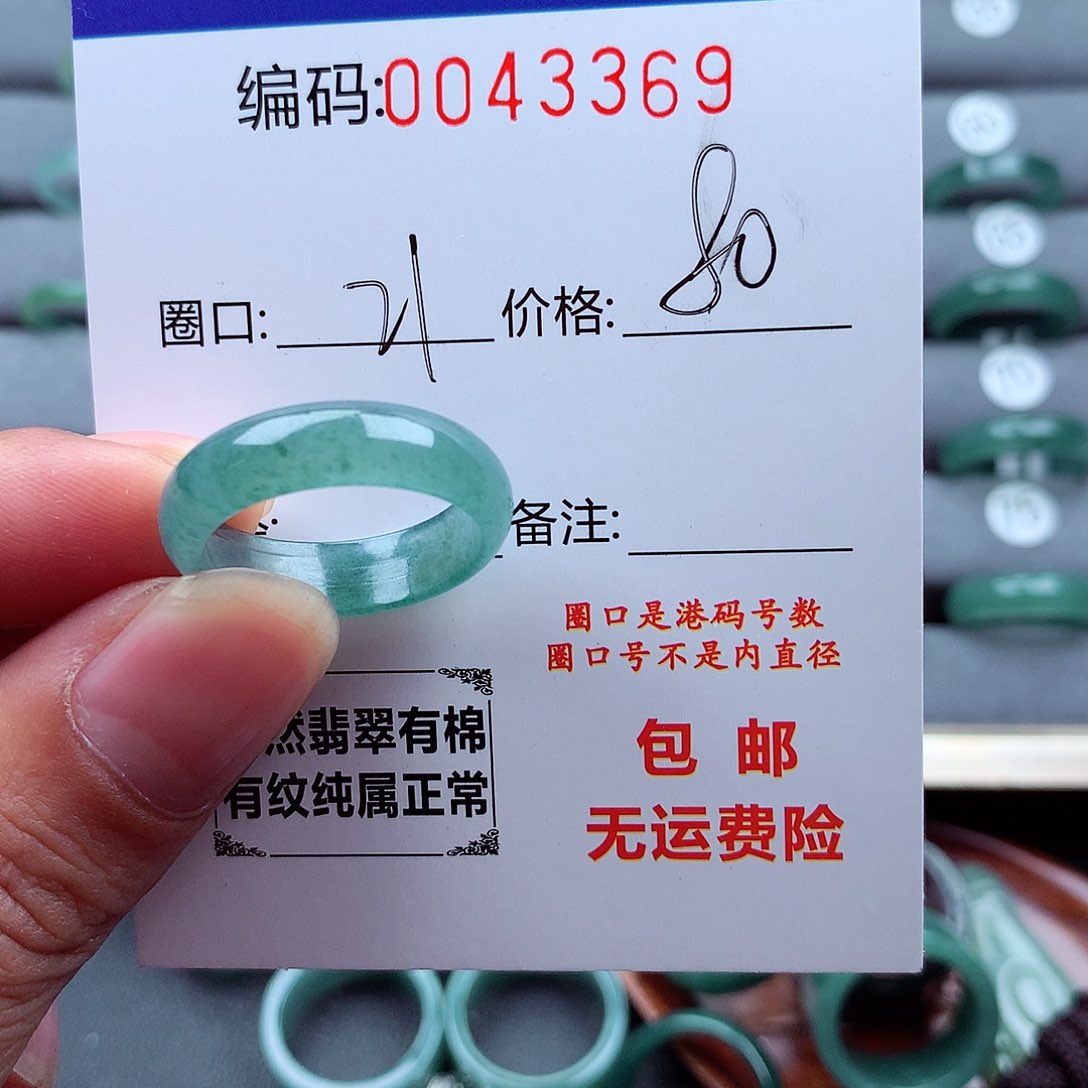 编码:0043369
圈口: 21 价格: 80
备注:
圈口是港码号数
圈口号不是内直径
然翡翠有棉
有纹纯属正常
包 邮
无运费险